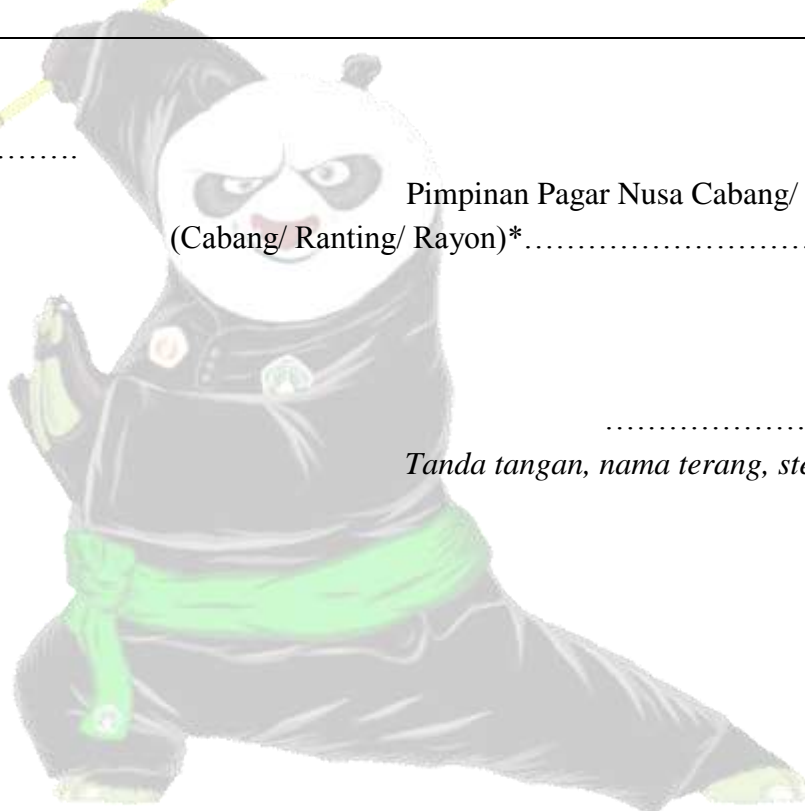 ……..
Pimpinan Pagar Nusa Cabang/
(Cabang/ Ranting/ Rayon)*…………………………
…………………
Tanda tangan, nama terang,